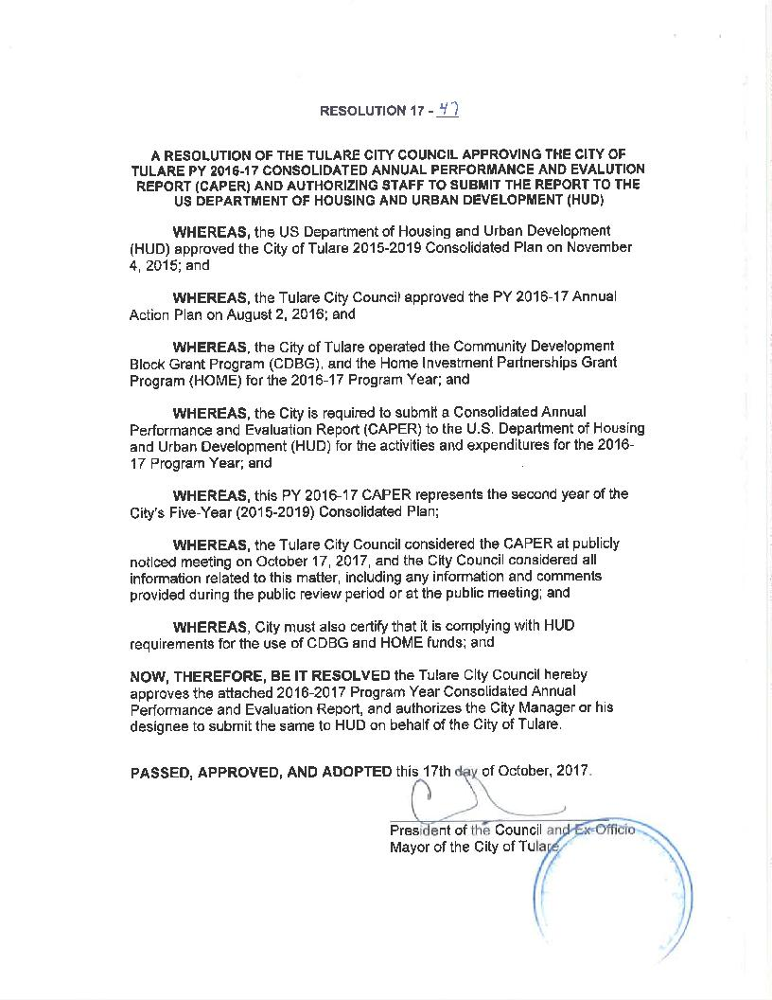 RESOLUTION 17 - 47
A RESOLUTION OF THE TULARE CITY COUNCIL APPROVING THE CITY OF
TULARE PY 2016-17 CONSOLIDATED ANNUAL PERFORMANCE AND EVALUTION
REPORT (CAPER) AND AUTHORIZING STAFF TO SUBMIT THE REPORT TO THE
US DEPARTMENT OF HOUSING AND URBAN DEVELOPMENT (HUD)
WHEREAS, the US Department of Housing and Urban Development
(HUD) approved the City of Tulare 2015-2019 Consolidated Plan on November
4, 2015; and
WHEREAS, the Tulare City Council approved the PY 2016-17 Annual
Action Plan on August 2, 2016; and
WHEREAS, the City of Tulare operated the Community Development
Block Grant Program (CDBG), and the Home Investment Partnerships Grant
Program (HOME) for the 2016-17 Program Year; and
WHEREAS, the City is required to submit a Consolidated Annual
Performance and Evaluation Report (CAPER) to the U.S. Department of Housing
and Urban Development (HUD) for the activities and expenditures for the 2016-
17 Program Year; and
WHEREAS, this PY 2016-17 CAPER represents the second year of the
City's Five-Year (2015-2019) Consolidated Plan;
WHEREAS, the Tulare City Council considered the CAPER at publicly
noticed meeting on October 17, 2017, and the City Council considered all
information related to this matter, including any information and comments
provided during the public review period or at the public meeting; and
WHEREAS, City must also certify that it is complying with HUD
requirements for the use of CDBG and HOME funds; and
NOW, THEREFORE, BE IT RESOLVED the Tulare City Council hereby
approves the attached 2016-2017 Program Year Consolidated Annual
Performance and Evaluation Report, and authorizes the City Manager or his
designee to submit the same to HUD on behalf of the City of Tulare.
PASSED, APPROVED, AND ADOPTED this 17th day of October, 2017.
President of the Council and Ex-Officio
Mayor of the City of Tulare